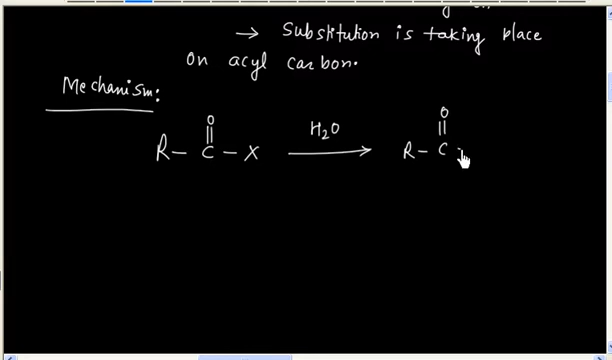 → Substitution is taking place
on acyl carbon.
Mechanism:
O O
|| H2O ||
R – C – X ⟶ R – C –